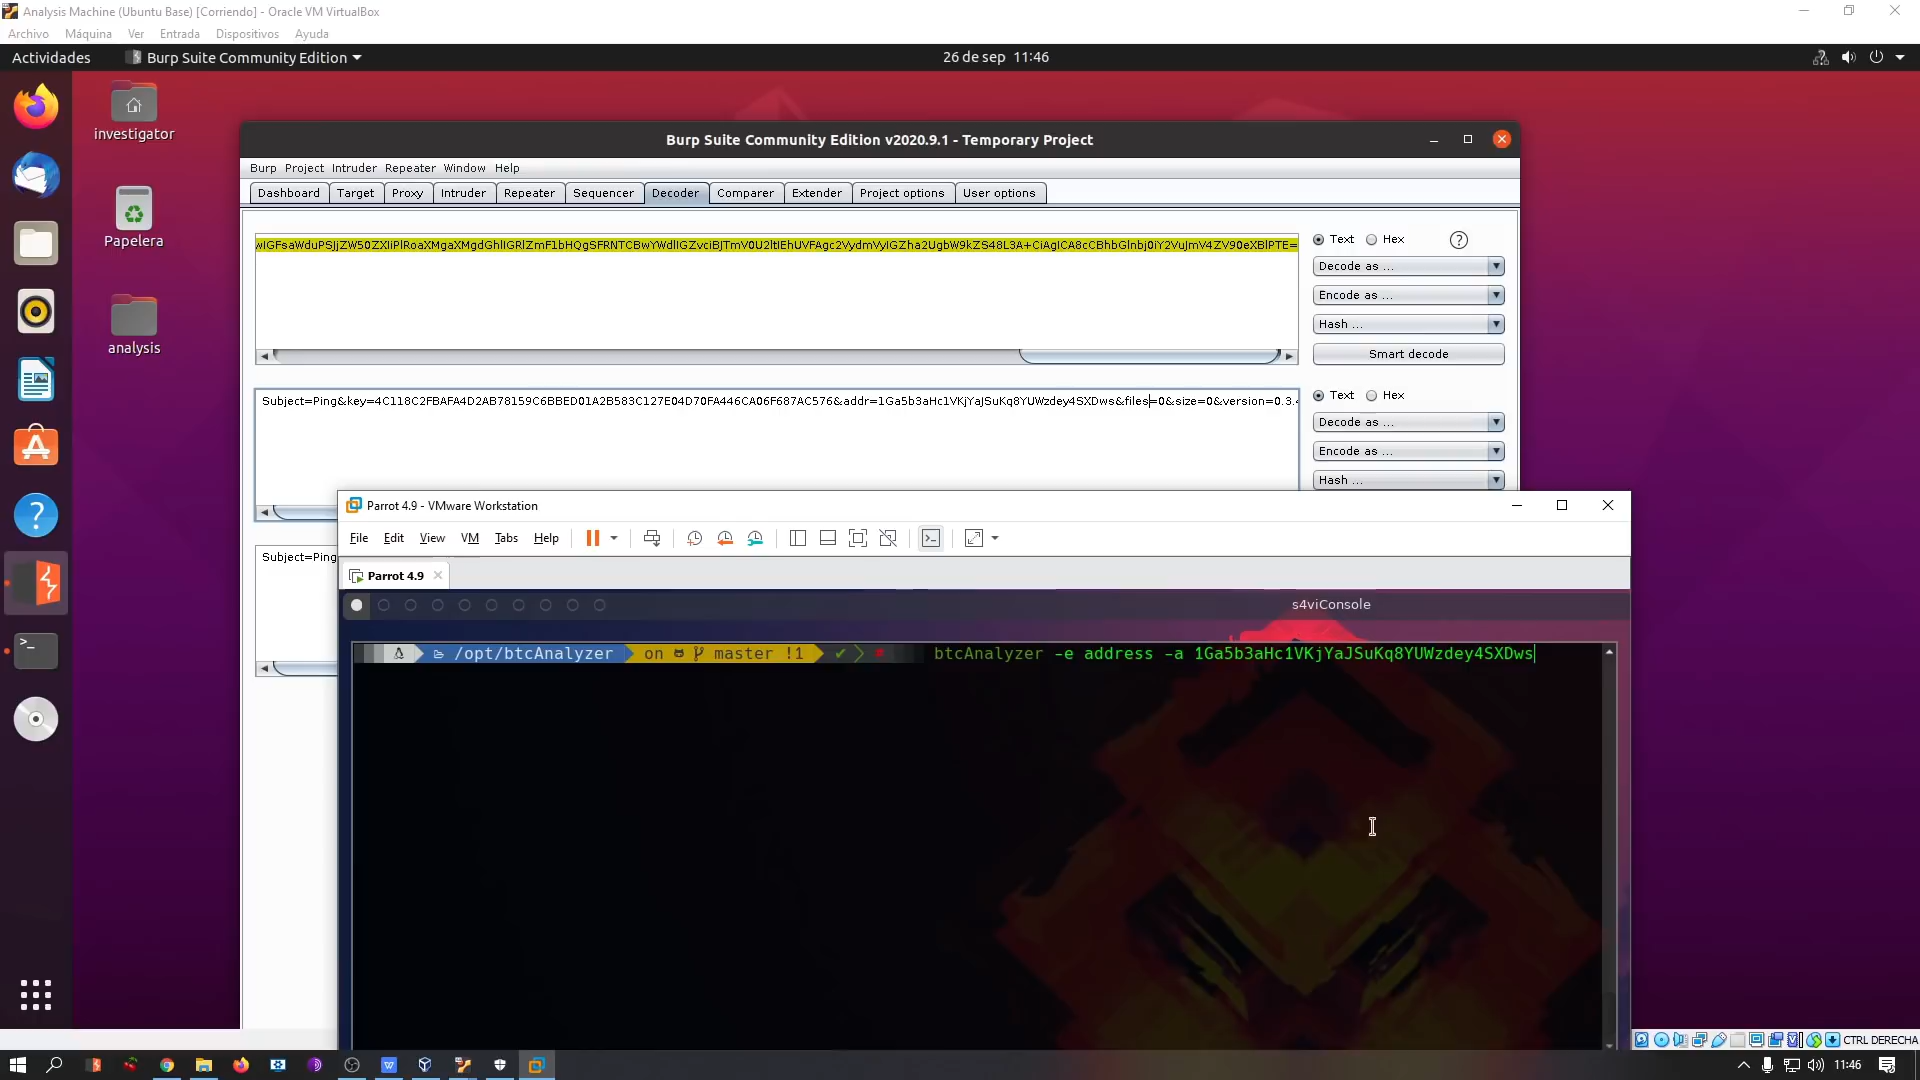 Analysis Machine (Ubuntu Base) [Corriendo] - Oracle VM VirtualBox
Archivo Máquina Ver Entrada Dispositivos Ayuda
Actividades Burp Suite Community Edition 26 de sep 11:46
investigator
Papelera
analysis
Burp Suite Community Edition v2020.9.1 - Temporary Project
Burp Project Intruder Repeater Window Help
Dashboard Target Proxy Intruder Repeater Sequencer Decoder Comparer Extender Project options User options
wIGFsaWduPSJjZW50ZXIiPlRoaXMgaXMgdGhlIGRlZmF1bHQgSFRNTCBwYWdlIGZvciBJTmV0U2ltIEhUVFAgc2VydmVyIGZha2UgbW9kZS48L3A+CiAgICA8cCBhbGlnbj0iY2VudmV4ZV90eXBlPTE=
Text Hex ?
Decode as ...
Encode as ...
Hash ...
Smart decode
Subject=Ping&key=4C118C2FBAFA4D2AB78159C6BBED01A2B583C127E04D70FA446CA06F687AC576&addr=1Ga5b3aHc1VKjYaJSuKq8YUWzdey4SXDws&files=0&size=0&version=0.3.
Text Hex
Decode as ...
Encode as ...
Hash ...
Subject=Ping
Parrot 4.9 - VMware Workstation
File Edit View VM Tabs Help
Parrot 4.9
s4viConsole
/opt/btcAnalyzer on master !1 ✔ # btcAnalyzer -e address -a 1Ga5b3aHc1VKjYaJSuKq8YUWzdey4SXDws
CTRL DERECHA
11:46